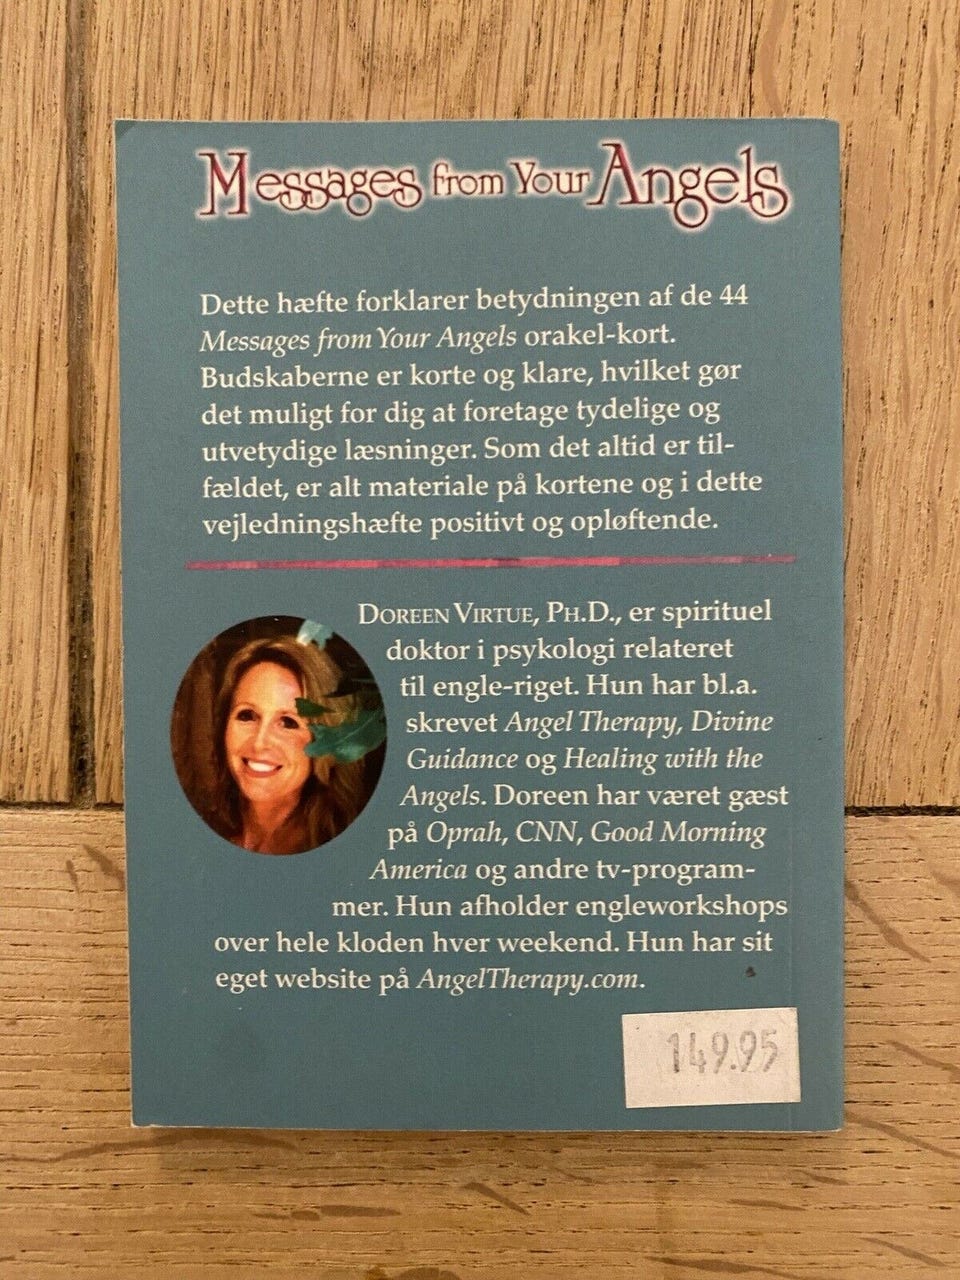 Messages from Your Angels
Dette hæfte forklarer betydningen af de 44
Messages from Your Angels orakel-kort.
Budskaberne er korte og klare, hvilket gør
det muligt for dig at foretage tydelige og
utvetydige læsninger. Som det altid er til-
fældet, er alt materiale på kortene og i dette
vejledningshæfte positivt og opløftende.
DOREEN VIRTUE, PH.D., er spirituel
doktor i psykologi relateret
til engle-riget. Hun har bl.a.
skrevet Angel Therapy, Divine
Guidance og Healing with the
Angels. Doreen har været gæst
på Oprah, CNN, Good Morning
America og andre tv-program-
mer. Hun afholder engleworkshops
over hele kloden hver weekend. Hun har sit
eget website på AngelTherapy.com.
149.95